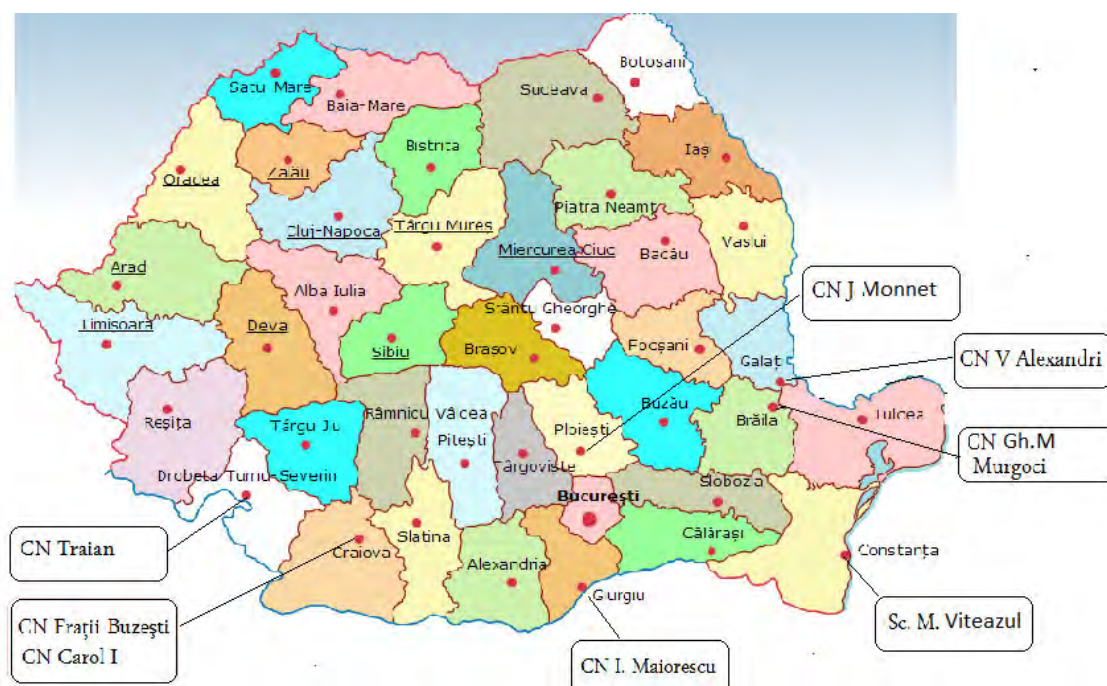 Botosani
Satu-Mare
Baia-Mare
Suceava
Bistrita
Iaș
Zalău
Oradea
Piatra Neamț
Cluj-Napoca
Târgu Mureș
Vaslui
Miercurea Ciuc
Bacău
Arad
CN J Monnet
Alba Iulia
Sfântu Gheorghe
Timișoara
Deva
Sibiu
Brașov
Focșani
Galaț
CN V Alexandri
Reșița
Târgu Ju
Râmnicu Vâlcea
Pitești
Ploiești
Buzău
Brăila
Tulcea
CN Gh.M
Murgoci
Târgoviște
Drobeta Turnu-Severin
București
Slobozia
CN Traian
Craiova
Slatina
Alexandria
Călărași
Constanța
Giurgiu
CN Frații Buzești
CN Carol I
CN I. Maiorescu
Sc. M. Viteazul